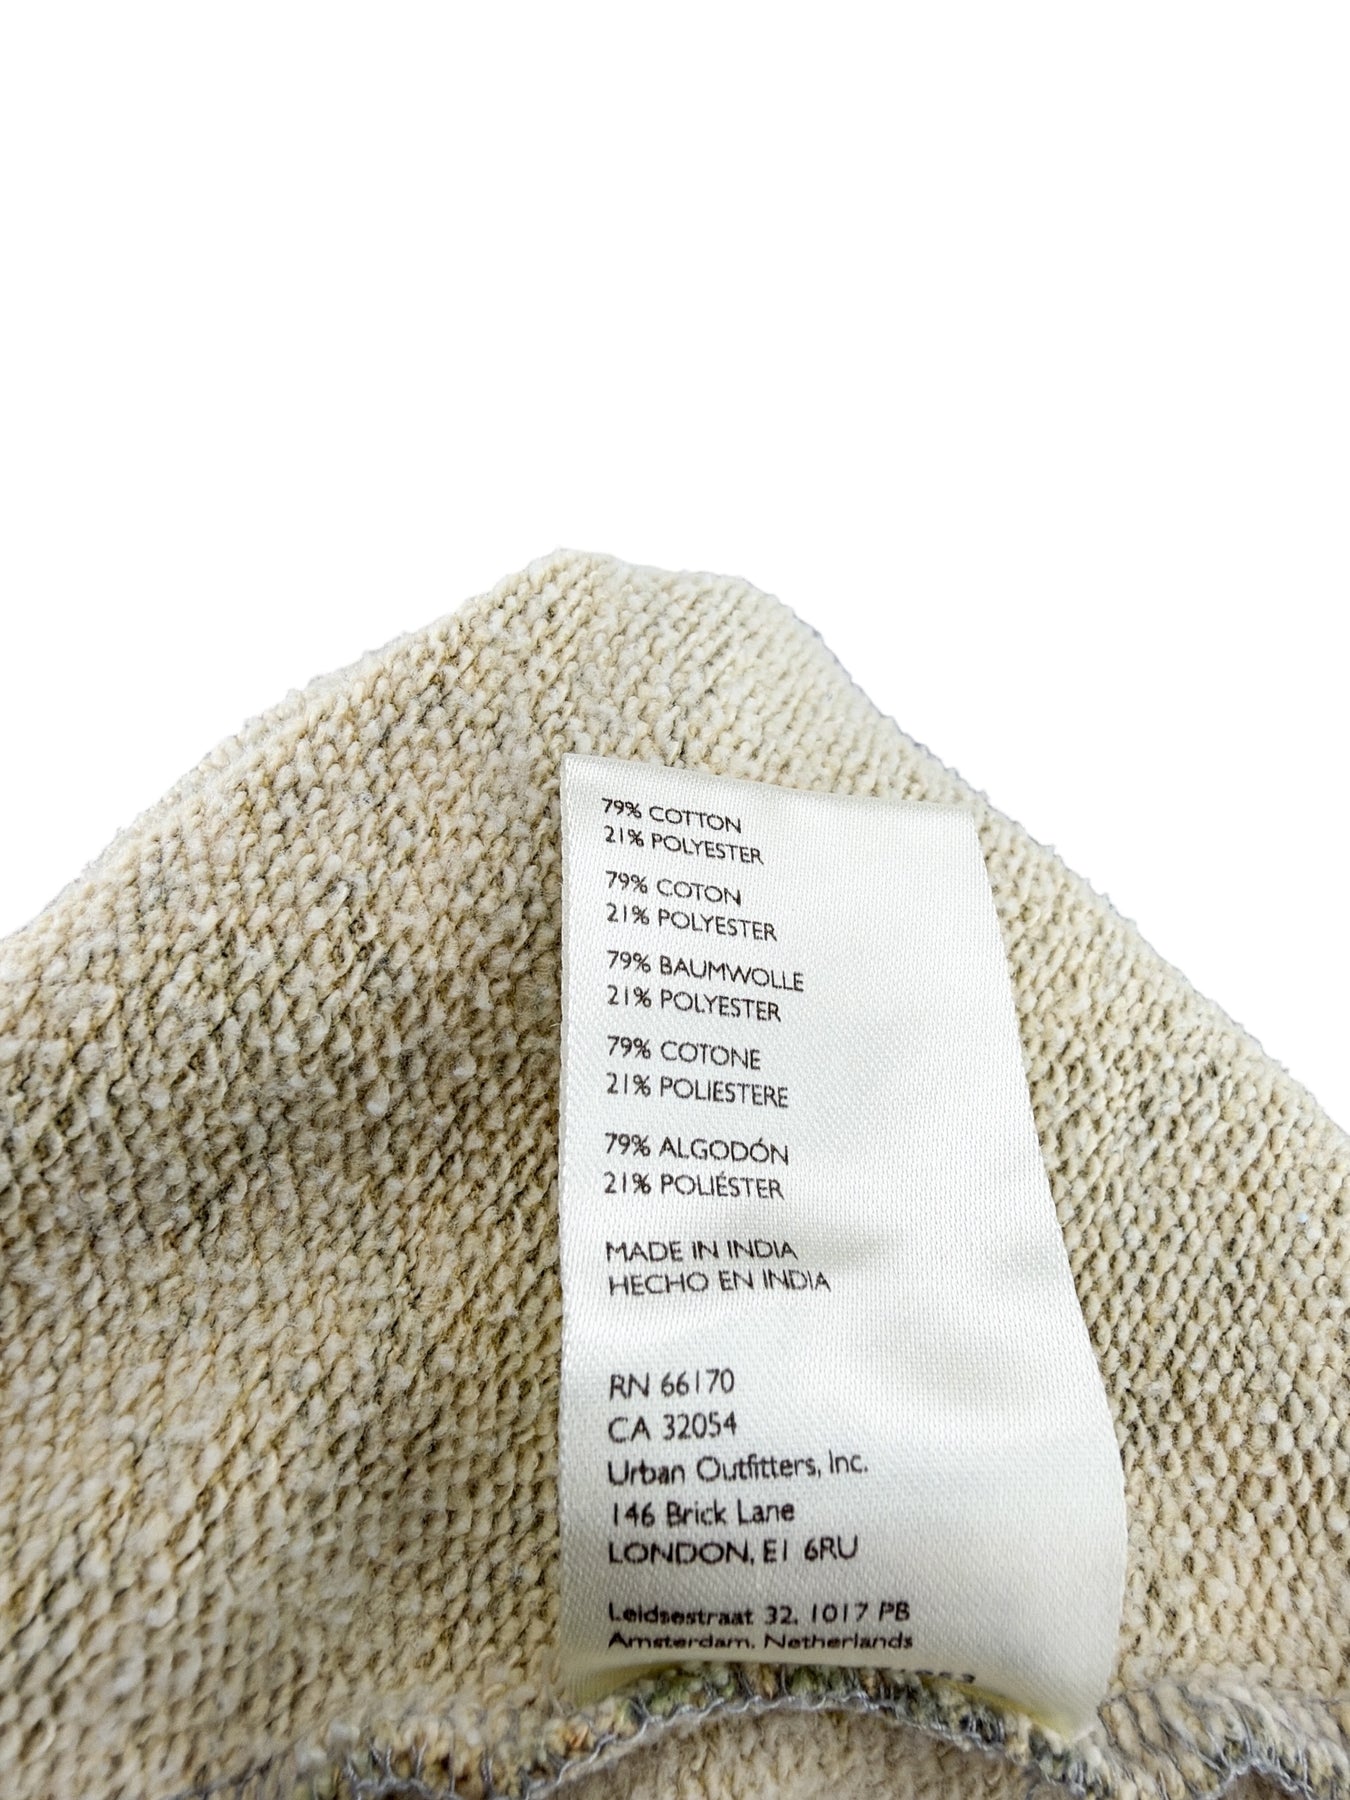 79% COTTON
21% POLYESTER
79% COTON
21% POLYESTER
79% BAUMWOLLE
21% POLYESTER
79% COTONE
21% POLIESTERE
79% ALGODÓN
21% POLIÉSTER
MADE IN INDIA
HECHO EN INDIA
RN 66170
CA 32054
Urban Outfitters, Inc.
146 Brick Lane
LONDON, E1 6RU
Leidsestraat 32, 1017 PB
Amsterdam, Netherlands